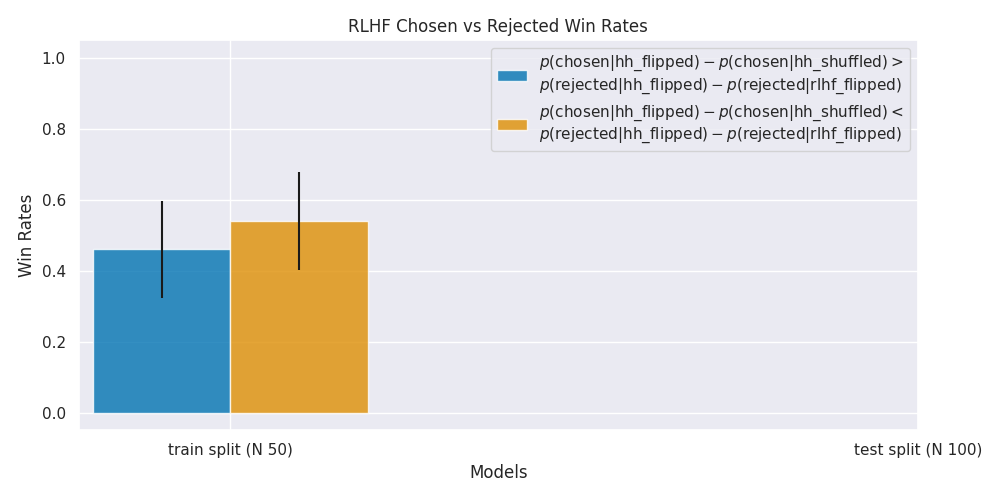 RLHF Chosen vs Rejected Win Rates
p(chosen|hh_flipped) − p(chosen|hh_shuffled) >
p(rejected|hh_flipped) − p(rejected|rlhf_flipped)
p(chosen|hh_flipped) − p(chosen|hh_shuffled) <
p(rejected|hh_flipped) − p(rejected|rlhf_flipped)
Win Rates
1.0
0.8
0.6
0.4
0.2
0.0
train split (N 50)
test split (N 100)
Models